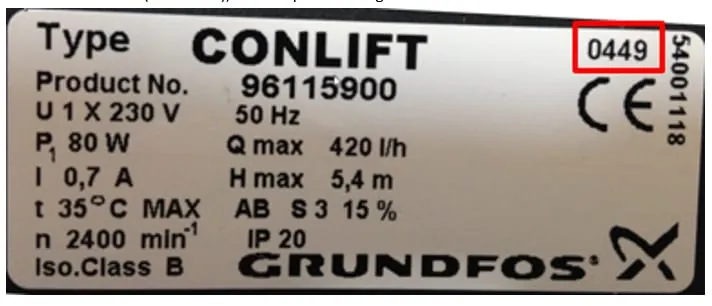 Type CONLIFT 0449
Product No. 96115900
U 1 X 230 V 50 Hz
P1 80 W Q max 420 l/h
I 0,7 A H max 5,4 m
t 35°C MAX AB S 3 15 %
n 2400 min-1 IP 20
Iso.Class B GRUNDFOS
CE
54001118